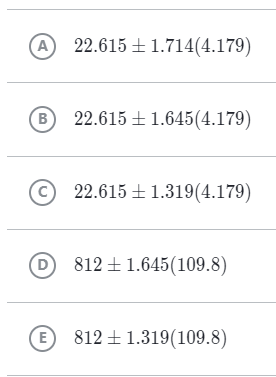 A 22.615 ± 1.714(4.179)
B 22.615 ± 1.645(4.179)
C 22.615 ± 1.319(4.179)
D 812 ± 1.645(109.8)
E 812 ± 1.319(109.8)